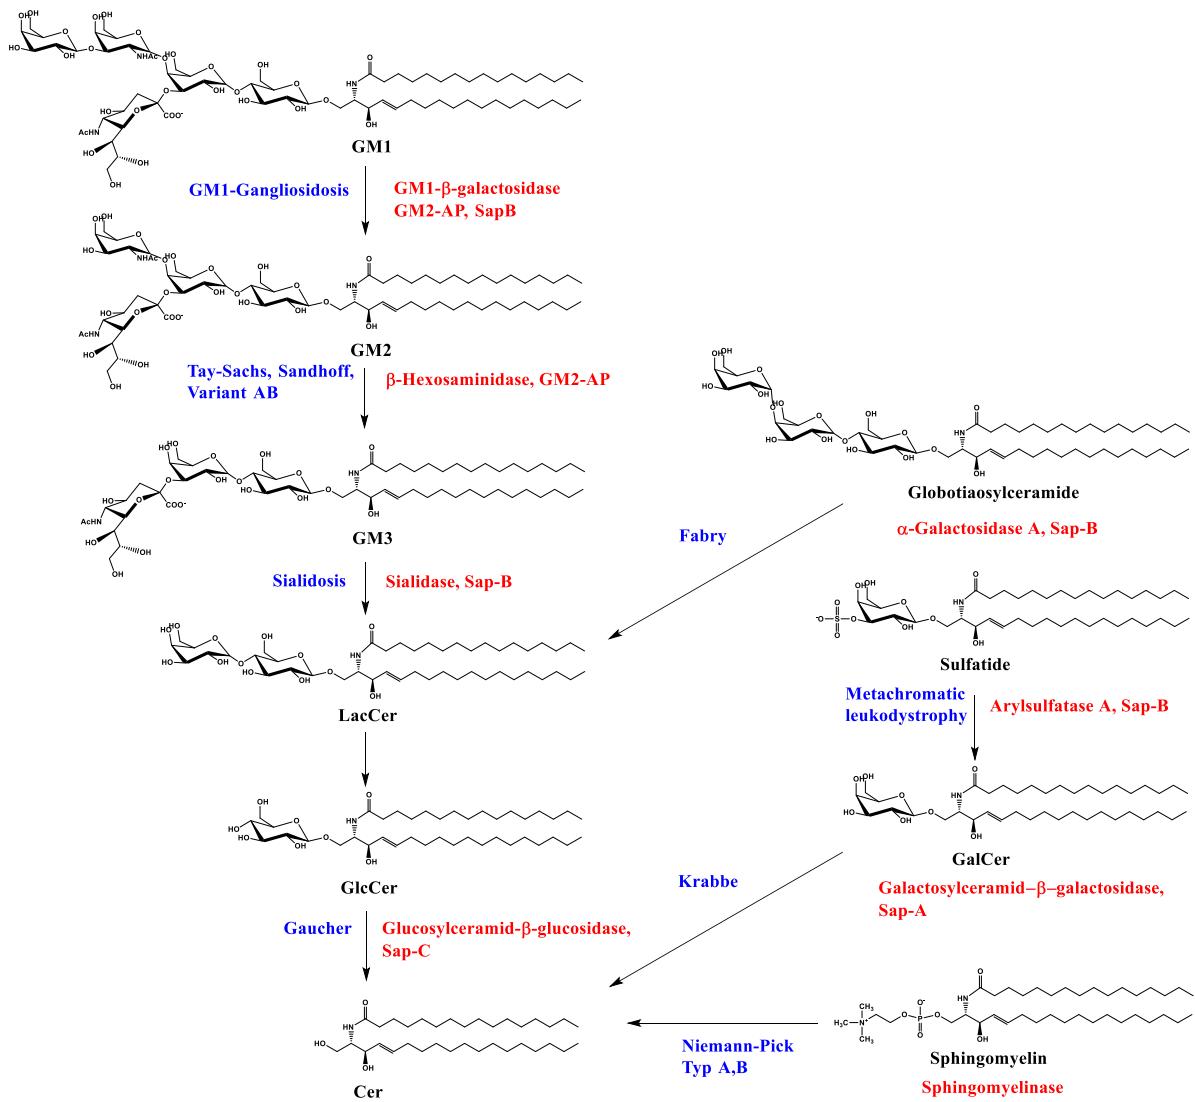 GM1
GM1-Gangliosidosis
GM1-β-galactosidase
GM2-AP, SapB
GM2
Tay-Sachs, Sandhoff,
Variant AB
β-Hexosaminidase, GM2-AP
GM3
Sialidosis
Sialidase, Sap-B
LacCer
GlcCer
Gaucher
Glucosylceramid-β-glucosidase,
Sap-C
Cer
Globotiaosylceramide
α-Galactosidase A, Sap-B
Fabry
Sulfatide
Metachromatic
leukodystrophy
Arylsulfatase A, Sap-B
GalCer
Krabbe
Galactosylceramid–β–galactosidase,
Sap-A
Niemann-Pick
Typ A,B
Sphingomyelin
Sphingomyelinase